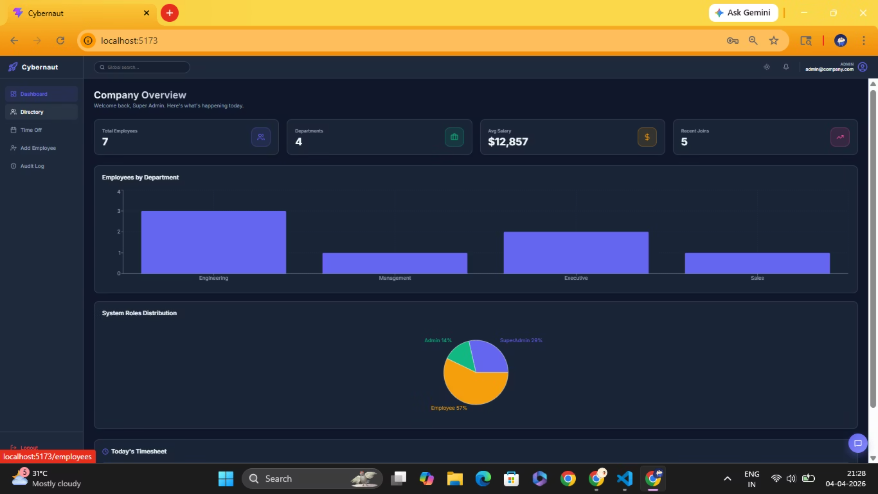 Cybernaut
Ask Gemini
localhost:5173
Cybernaut
Global search...
ADMIN
admin@company.com
Dashboard
Directory
Time Off
Add Employee
Audit Log
Logout
Company Overview
Welcome back, Super Admin. Here's what's happening today.
Total Employees
7
Departments
4
Avg Salary
$12,857
Recent Joins
5
Employees by Department
4
3
2
1
0
Engineering
Management
Executive
Sales
System Roles Distribution
Admin 14%
SuperAdmin 29%
Employee 57%
Today's Timesheet
localhost:5173/employees
5
31°C
Mostly cloudy
Search
ENG
IN
21:28
04-04-2026